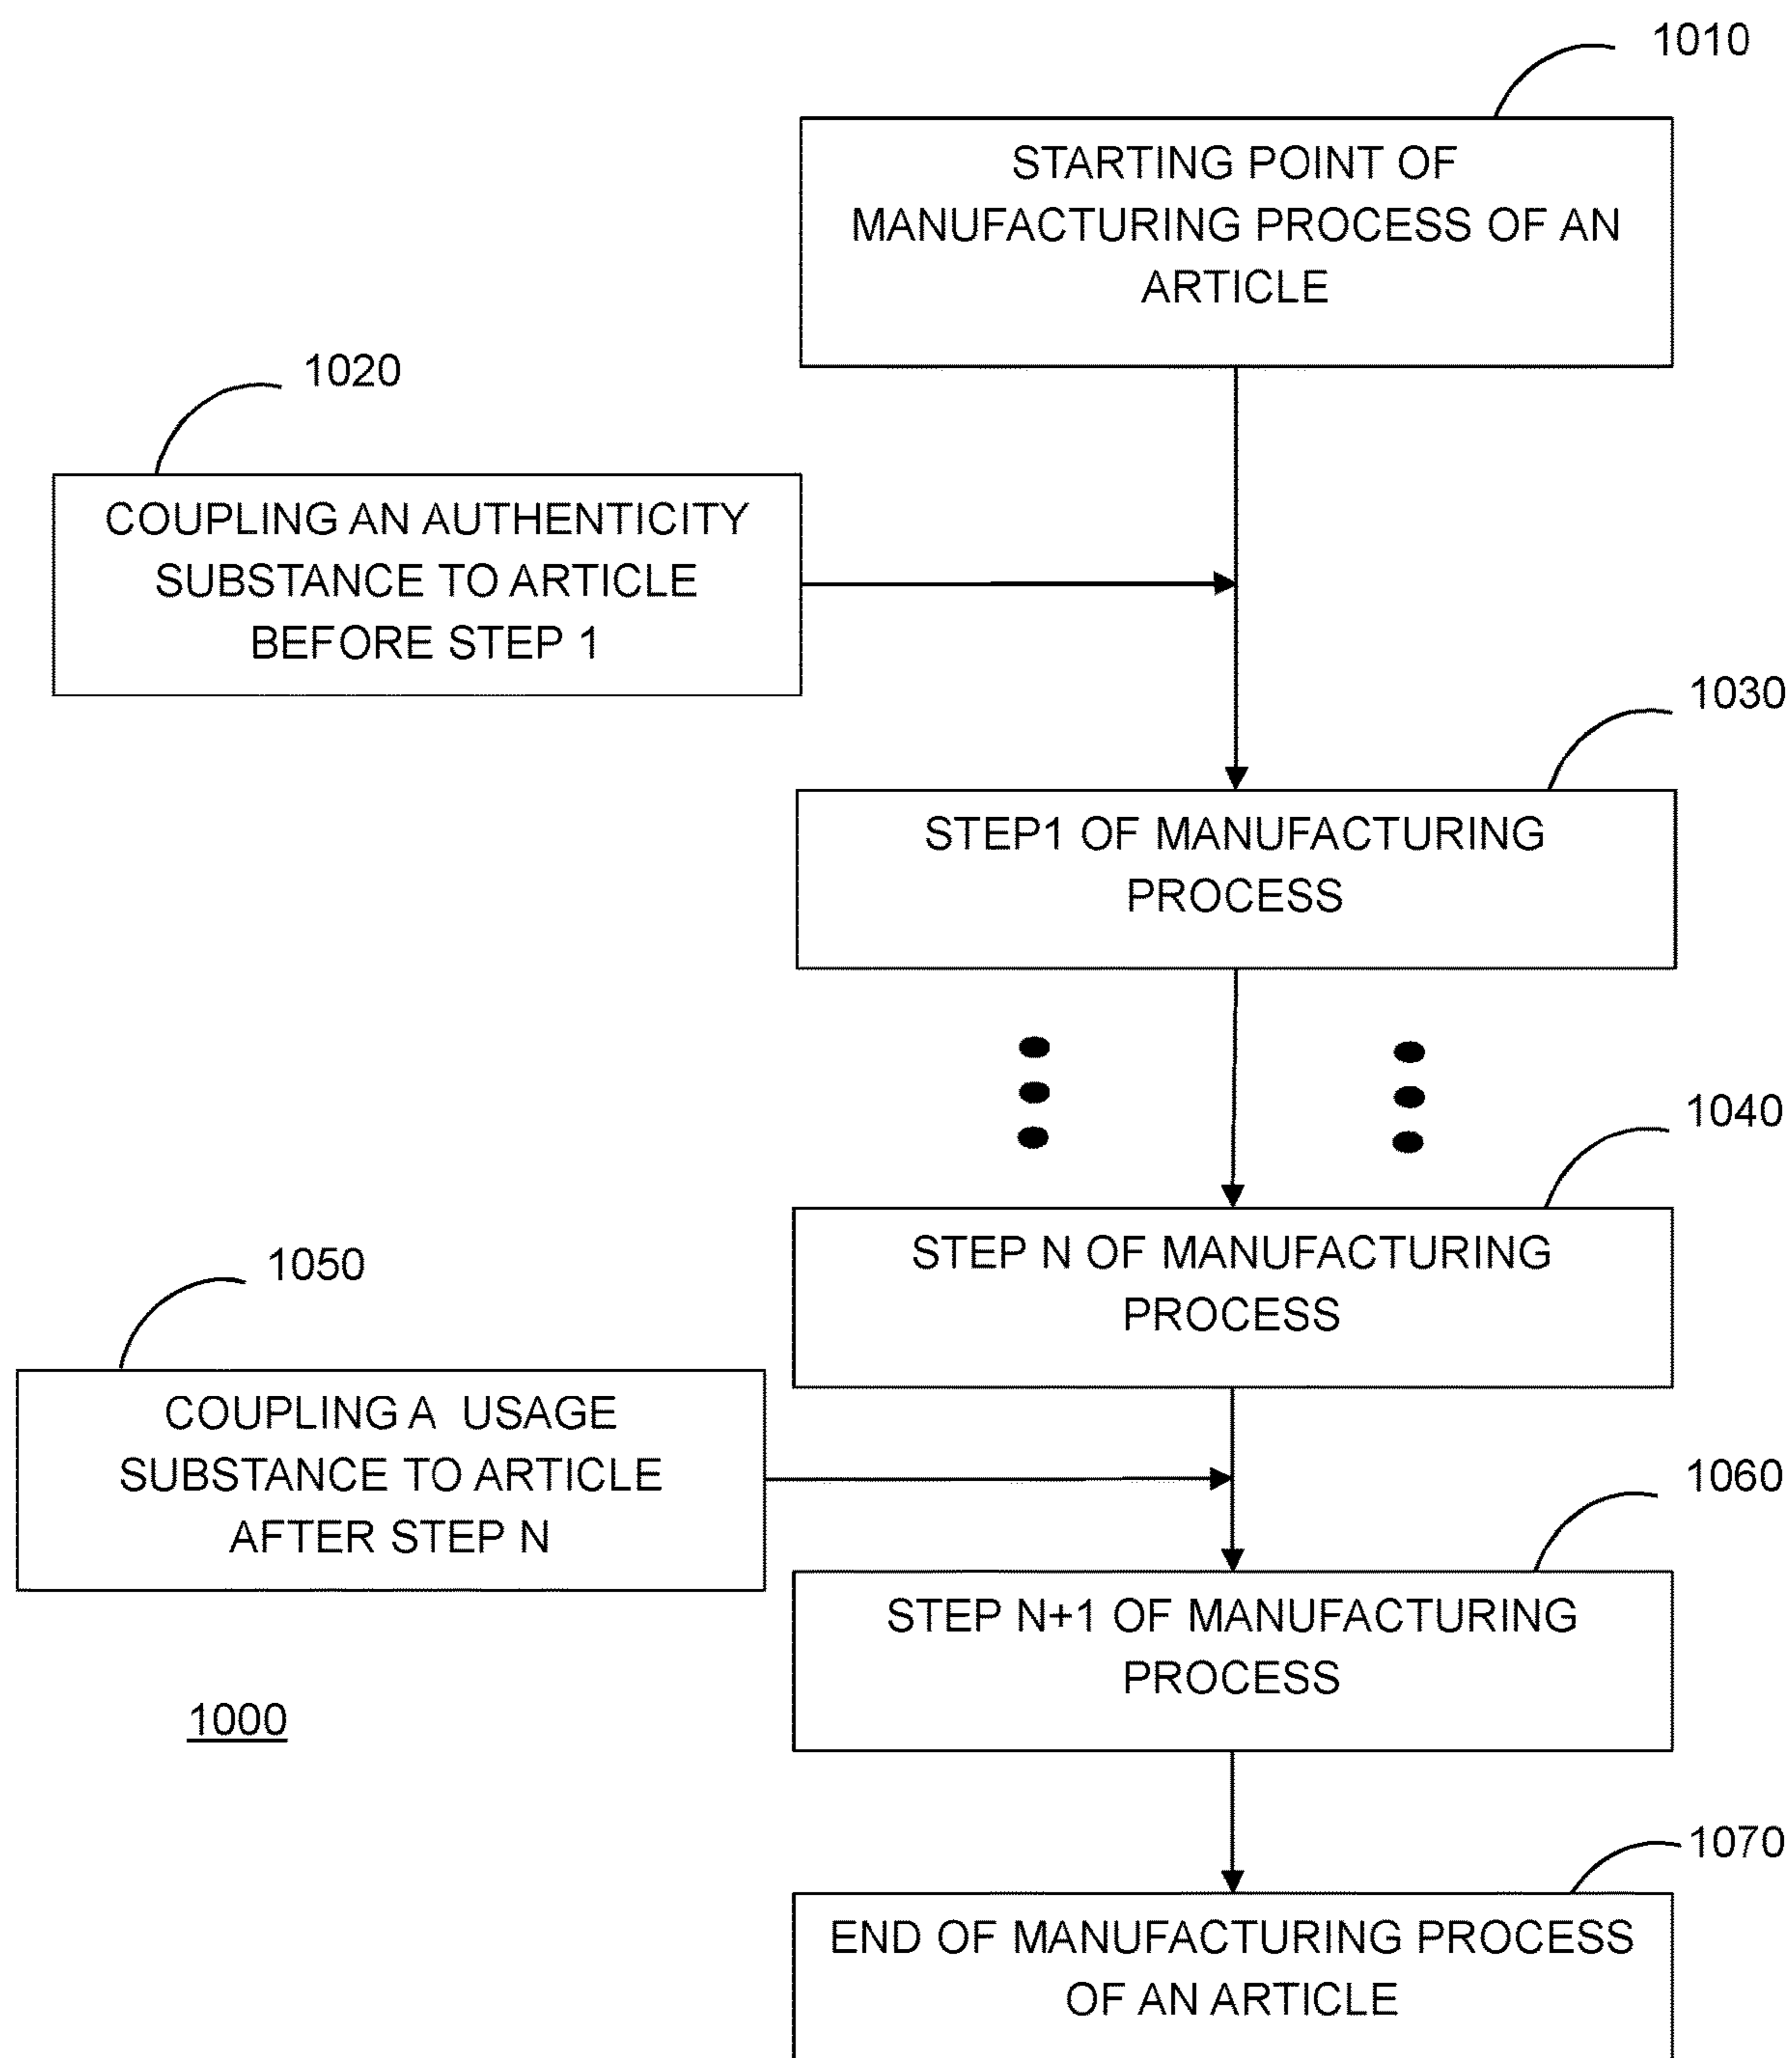 1010
STARTING POINT OF
MANUFACTURING PROCESS OF AN
ARTICLE
1020
COUPLING AN AUTHENTICITY
SUBSTANCE TO ARTICLE
BEFORE STEP 1
1030
STEP1 OF MANUFACTURING
PROCESS
1040
STEP N OF MANUFACTURING
PROCESS
1050
COUPLING A USAGE
SUBSTANCE TO ARTICLE
AFTER STEP N
1060
STEP N+1 OF MANUFACTURING
PROCESS
1000
1070
END OF MANUFACTURING PROCESS
OF AN ARTICLE